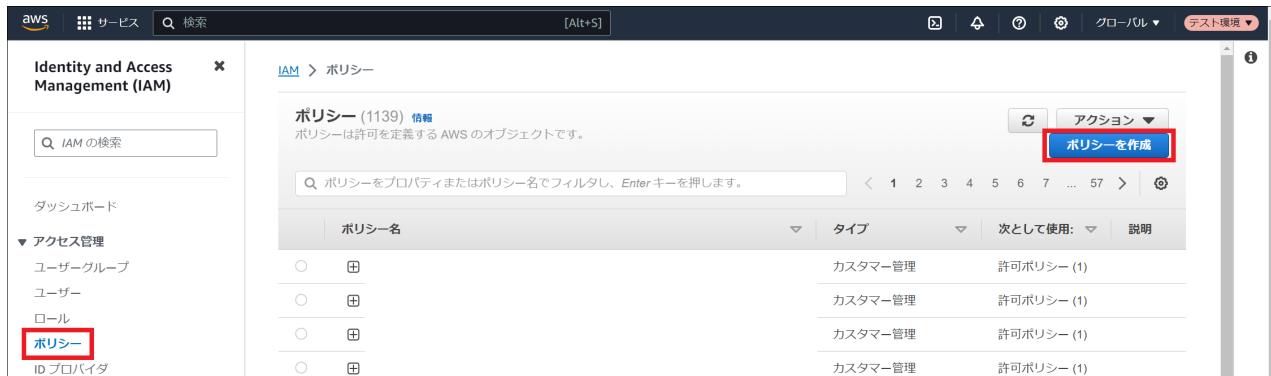 aws サービス 検索 [Alt+S] グローバル ▼ テスト環境 ▼
Identity and Access Management (IAM)
IAM の検索
ダッシュボード
▼ アクセス管理
ユーザーグループ
ユーザー
ロール
ポリシー
ID プロバイダ
IAM > ポリシー
ポリシー (1139) 情報
ポリシーは許可を定義する AWS のオブジェクトです。
アクション ▼
ポリシーを作成
ポリシーをプロパティまたはポリシー名でフィルタし、Enter キーを押します。
< 1 2 3 4 5 6 7 ... 57 >
ポリシー名 タイプ 次として使用: 説明
カスタマー管理 許可ポリシー (1)
カスタマー管理 許可ポリシー (1)
カスタマー管理 許可ポリシー (1)
カスタマー管理 許可ポリシー (1)